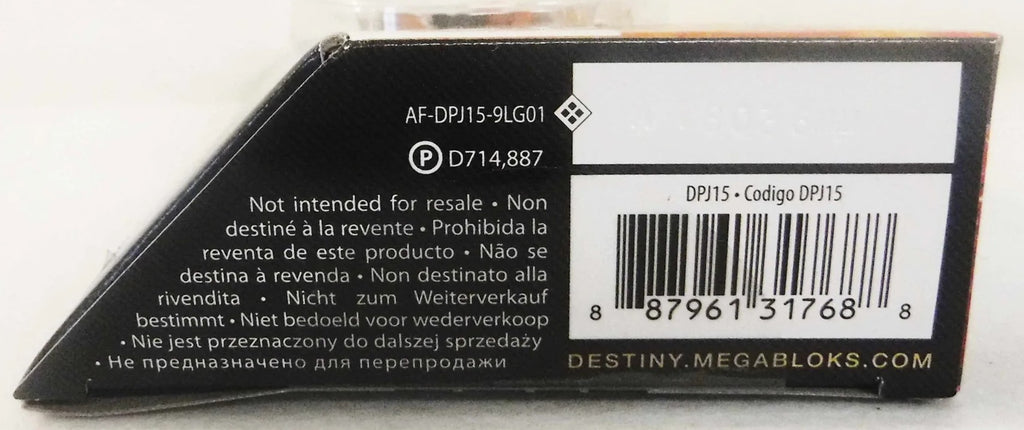 AF-DPJ15-9LG01
P D714,887
Not intended for resale • Non
destiné à la revente • Prohibida la
reventa de este producto • Não se
destina à revenda • Non destinato alla
rivendita • Nicht zum Weiterverkauf
bestimmt • Niet bedoeld voor wederverkoop
• Nie jest przeznaczony do dalszej sprzedaży
• Не предназначено для перепродажи
DPJ15 • Codigo DPJ15
8 87961 31768 8
DESTINY.MEGABLOKS.COM